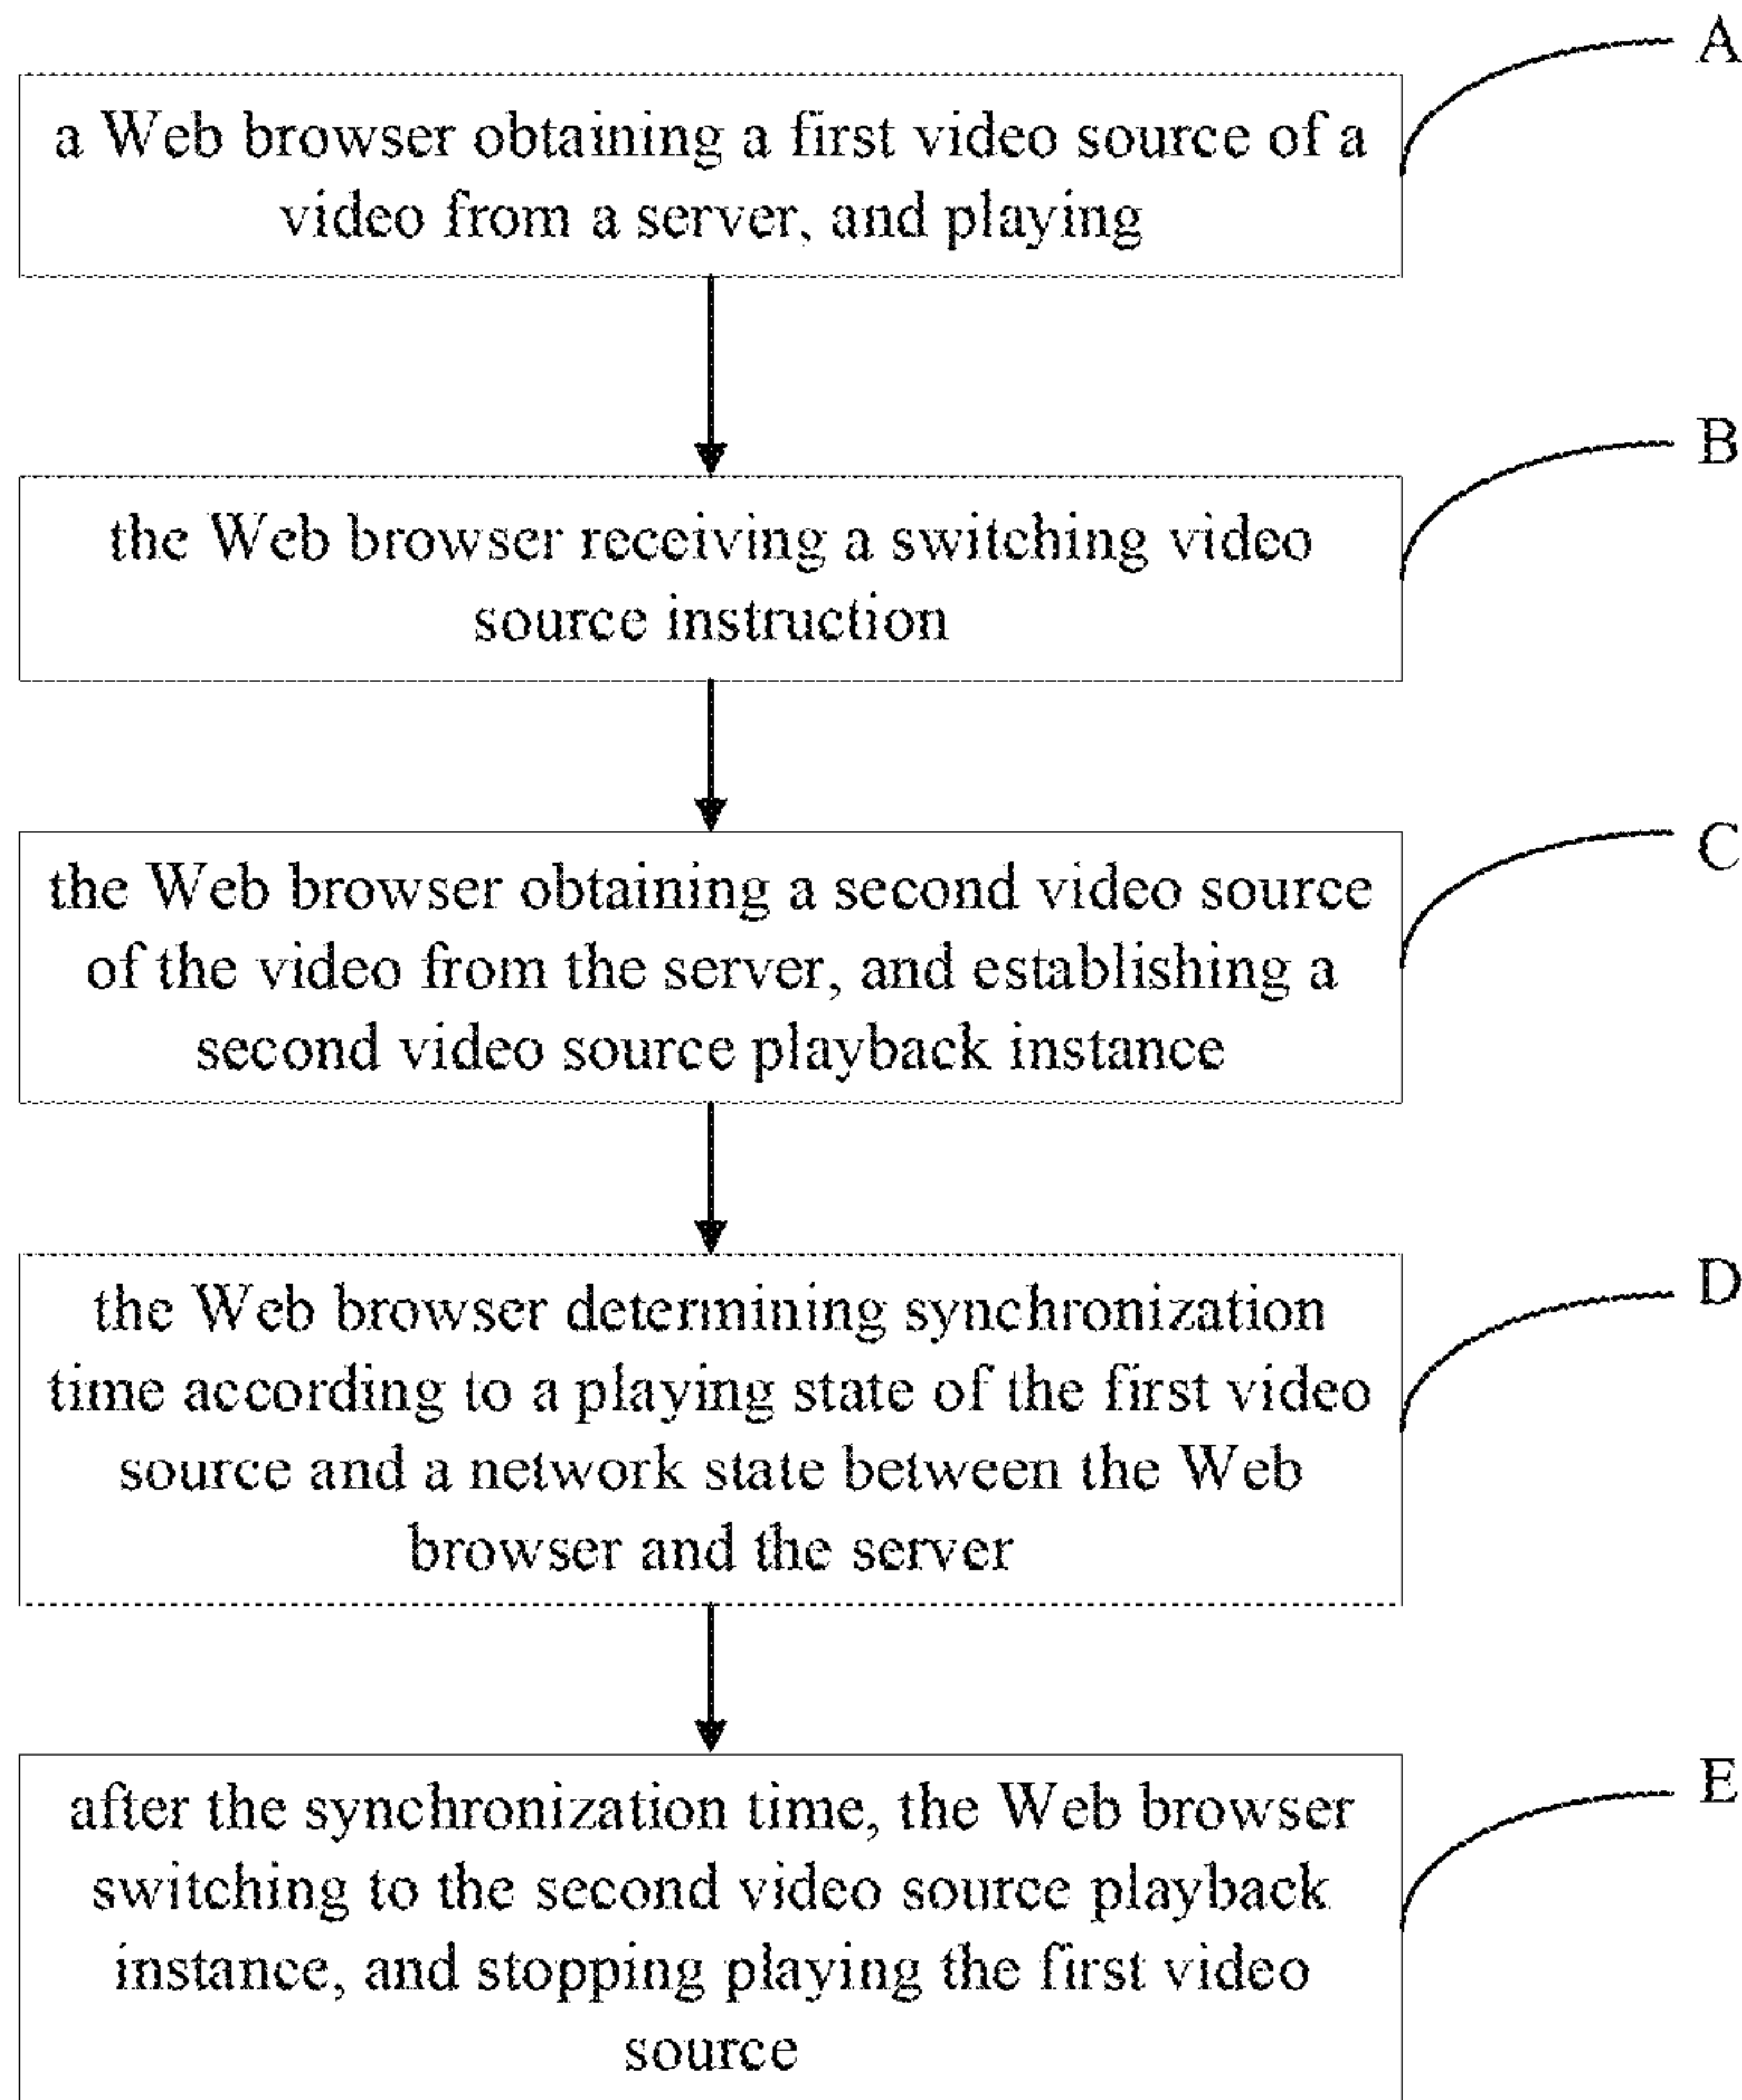 A
a Web browser obtaining a first video source of a
video from a server, and playing
B
the Web browser receiving a switching video
source instruction
C
the Web browser obtaining a second video source
of the video from the server, and establishing a
second video source playback instance
D
the Web browser determining synchronization
time according to a playing state of the first video
source and a network state between the Web
browser and the server
E
after the synchronization time, the Web browser
switching to the second video source playback
instance, and stopping playing the first video
source